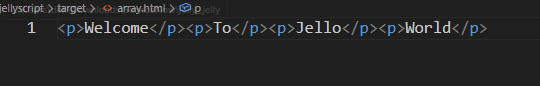 jellyscript > target > <> array.html > p
1 <p>Welcome</p><p>To</p><p>Jello</p><p>World</p>